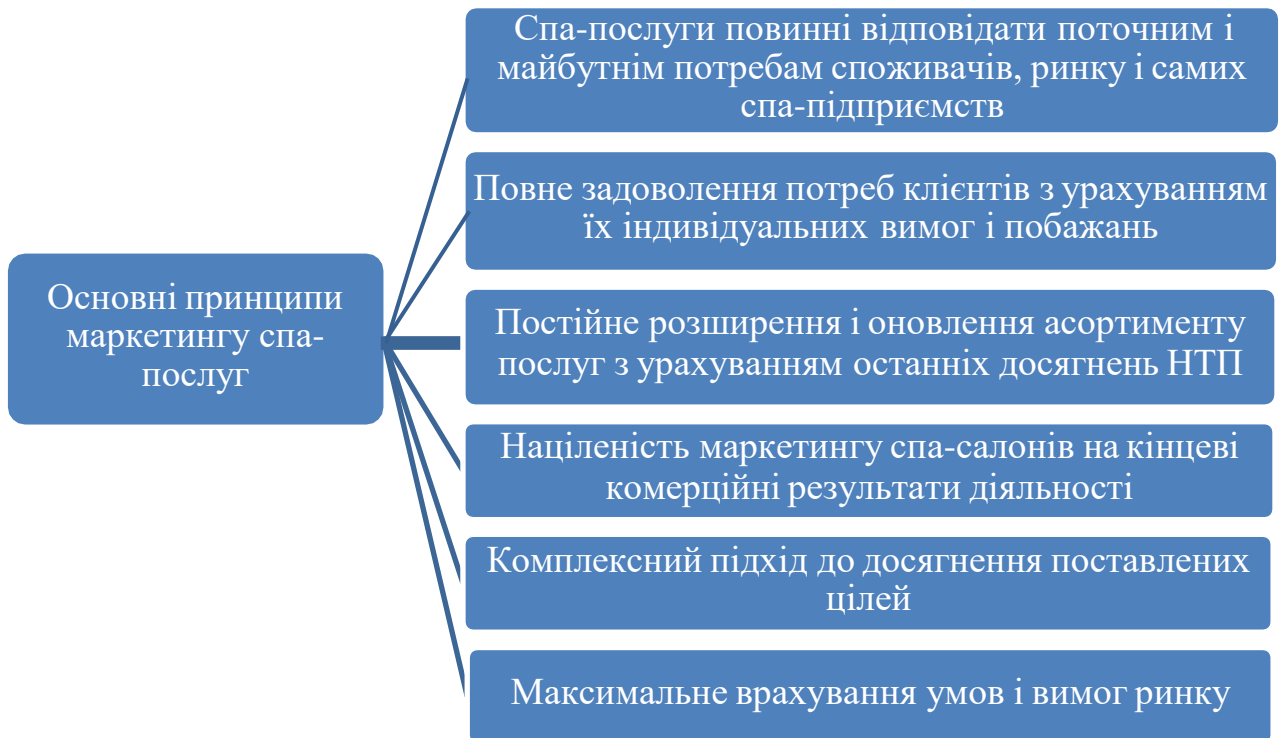 Основні принципи
маркетингу спа-
послуг
Спа-послуги повинні відповідати поточним і
майбутнім потребам споживачів, ринку і самих
спа-підприємств
Повне задоволення потреб клієнтів з урахуванням
їх індивідуальних вимог і побажань
Постійне розширення і оновлення асортименту
послуг з урахуванням останніх досягнень НТП
Націленість маркетингу спа-салонів на кінцеві
комерційні результати діяльності
Комплексний підхід до досягнення поставлених
цілей
Максимальне врахування умов і вимог ринку